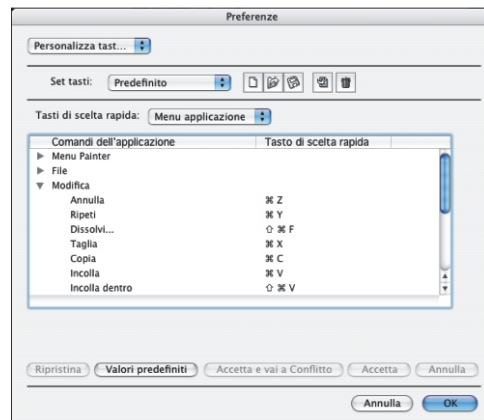 Preferenze
Personalizza tast...
Set tasti: Predefinito
Tasti di scelta rapida: Menu applicazione
Comandi dell'applicazione Tasto di scelta rapida
Menu Painter
File
Modifica
Annulla ⌘ Z
Ripeti ⌘ Y
Dissolvi... ⇧ ⌘ F
Taglia ⌘ X
Copia ⌘ C
Incolla ⌘ V
Incolla dentro ⇧ ⌘ V
Ripristina Valori predefiniti Accetta e vai a Conflitto Accetta Annulla
Annulla OK